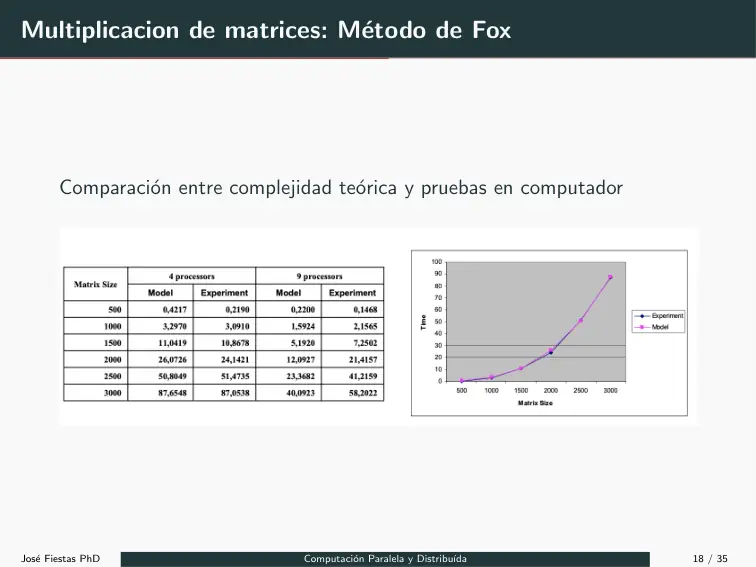 Multiplicacion de matrices: Método de Fox
Comparación entre complejidad teórica y pruebas en computador
Matrix Size 4 processors 9 processors
Model Experiment Model Experiment
500 0,4217 0,2190 0,2200 0,1468
1000 3,2970 3,0910 1,5924 2,1565
1500 11,0419 10,8678 5,1920 7,2502
2000 26,0726 24,1421 12,0927 21,4157
2500 50,8049 51,4735 23,3682 41,2159
3000 87,6548 87,0538 40,0923 58,2022
100
90
80
70
60
50
40
30
20
10
0
Time
500 1000 1500 2000 2500 3000
Matrix Size
Experiment
Model
José Fiestas PhD Computación Paralela y Distribuída 18 / 35